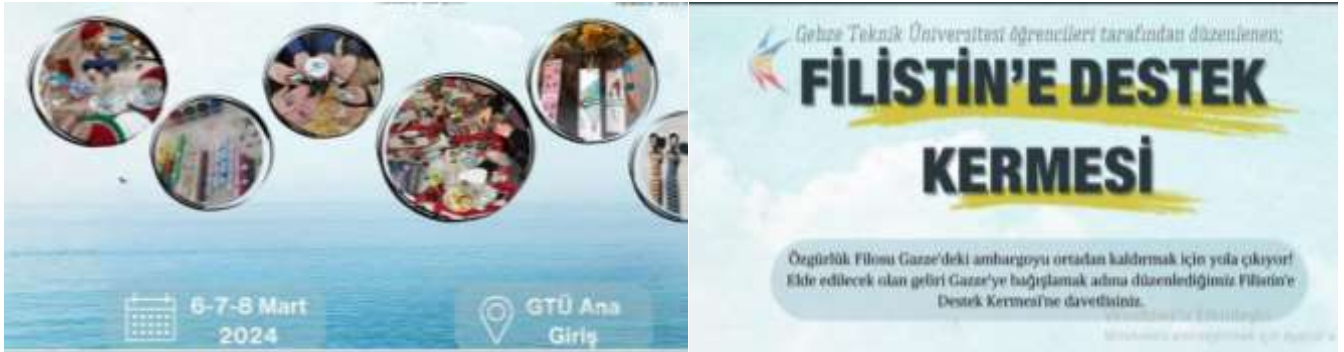 6-7-8 Mart
2024
GTÜ Ana
Giriş
Gebze Teknik Üniversitesi öğrencileri tarafından düzenlenen;
FİLİSTİN'E DESTEK
KERMESİ
Özgürlük Filosu Gazze'deki ambargoyu ortadan kaldırmak için yola çıkıyor!
Elde edilecek olan geliri Gazze'ye bağışlamak adına düzenlediğimiz Filistin'e
Destek Kermesi'ne davetlisiniz.